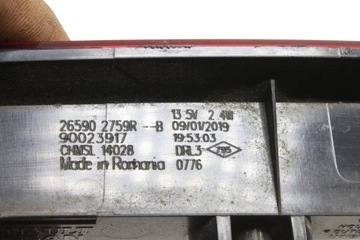 26590 2759R --B 13.5V 2.4W
90023917 09/01/2019
CHMSL 14028 19:53:03
Made in Romania 0776
DRL3